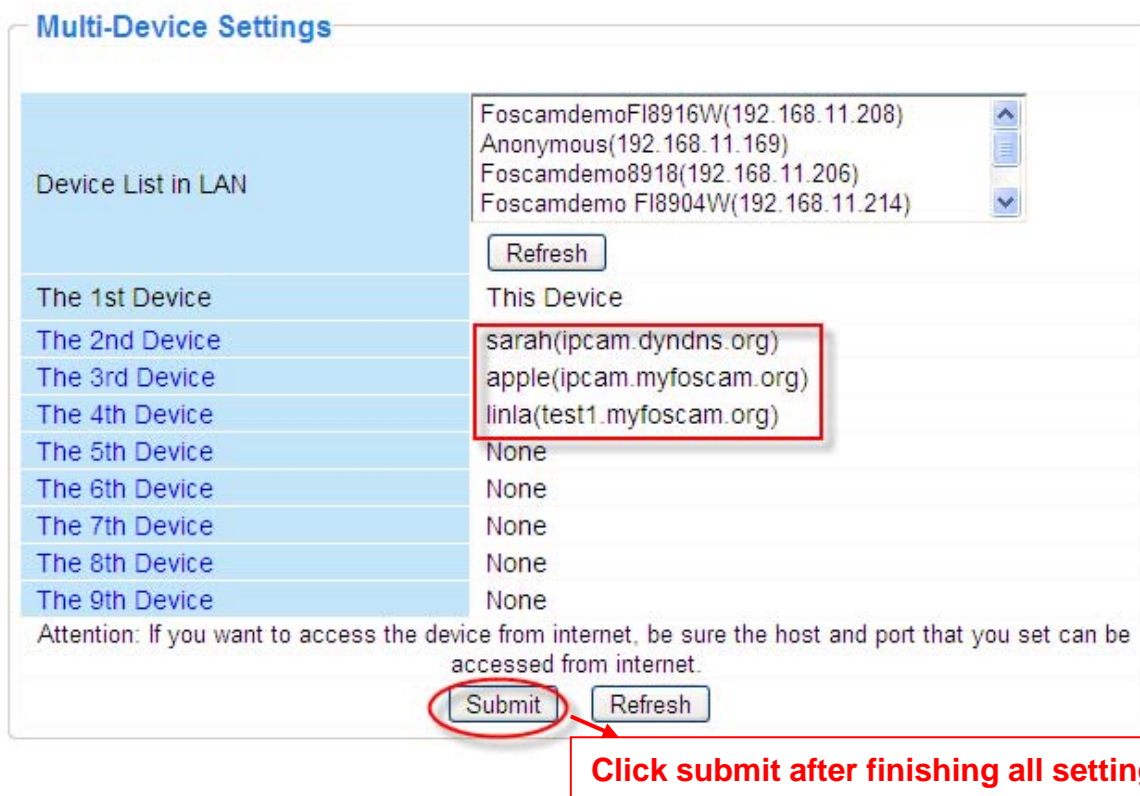 Multi-Device Settings
Device List in LAN
FoscamdemoFI8916W(192.168.11.208)
Anonymous(192.168.11.169)
Foscamdemo8918(192.168.11.206)
Foscamdemo FI8904W(192.168.11.214)
Refresh
The 1st Device This Device
The 2nd Device sarah(ipcam.dyndns.org)
The 3rd Device apple(ipcam.myfoscam.org)
The 4th Device linla(test1.myfoscam.org)
The 5th Device None
The 6th Device None
The 7th Device None
The 8th Device None
The 9th Device None
Attention: If you want to access the device from internet, be sure the host and port that you set can be
accessed from internet.
Submit Refresh
Click submit after finishing all setting